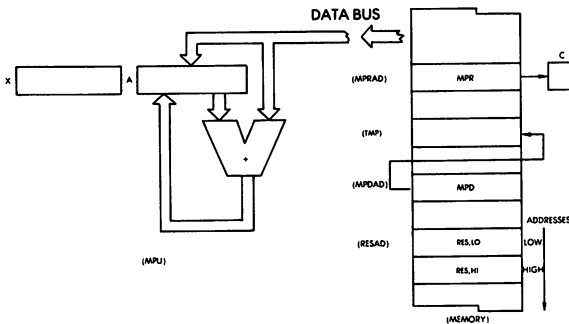 DATA BUS
C
X
A
(MPRAD)
MPR
(TMP)
+
(MPDAD)
MPD
ADDRESSES
(RESAD)
RES,LO
LOW
RES,HI
HIGH
(MPU)
(MEMORY)